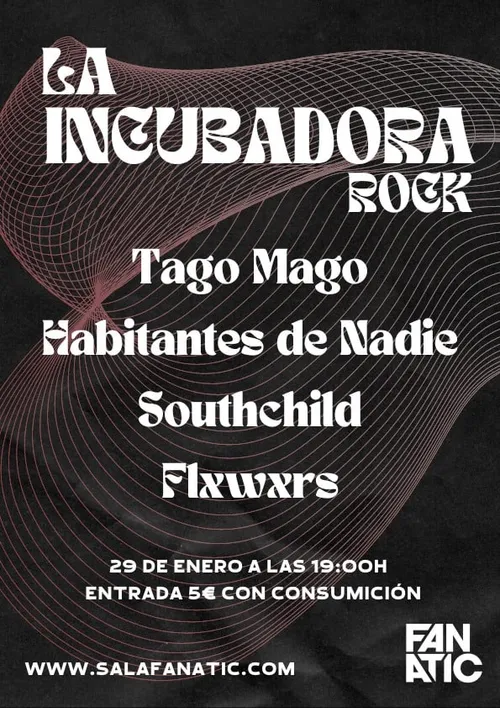 LA
INCUBADORA
ROCK
Tago Mago
Habitantes de Nadie
Southchild
Flxwxrs
29 DE ENERO A LAS 19:00H
ENTRADA 5€ CON CONSUMICIÓN
WWW.SALAFANATIC.COM
FAN
ATIC